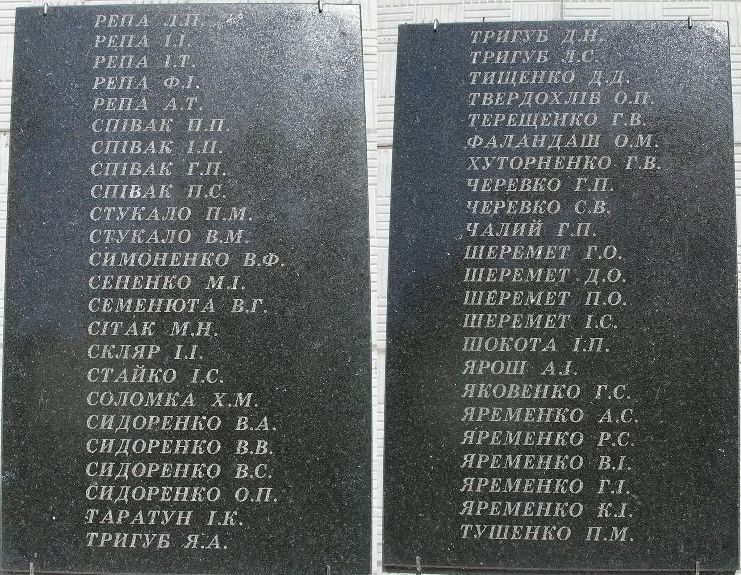 РЕПА Л.П.
РЕПА І.І.
РЕПА І.Т.
РЕПА Ф.І.
РЕПА А.Т.
СПІВАК П.П.
СПІВАК І.П.
СПІВАК Г.П.
СПІВАК П.С.
СТУКАЛО П.М.
СТУКАЛО В.М.
СИМОНЕНКО В.Ф.
СЕНЕНКО М.І.
СЕМЕНЮТА В.Г.
СІТАК М.Н.
СКЛЯР І.І.
СТАЙКО І.С.
СОЛОМКА Х.М.
СИДОРЕНКО В.А.
СИДОРЕНКО В.В.
СИДОРЕНКО В.С.
СИДОРЕНКО О.П.
ТАРАТУН І.К.
ТРИГУБ Я.А.
ТРИГУБ Д.Н.
ТРИГУБ Л.С.
ТИЩЕНКО Д.Д.
ТВЕРДОХЛІБ О.П.
ТЕРЕЩЕНКО Г.В.
ФАЛАНДАШ О.М.
ХУТОРНЕНКО Г.В.
ЧЕРЕВКО Г.П.
ЧЕРЕВКО С.В.
ЧАЛИЙ Г.П.
ШЕРЕМЕТ Г.О.
ШЕРЕМЕТ Д.О.
ШЕРЕМЕТ П.О.
ШЕРЕМЕТ І.С.
ШОКОТА І.П.
ЯРОШ А.І.
ЯКОВЕНКО Г.С.
ЯРЕМЕНКО А.С.
ЯРЕМЕНКО Р.С.
ЯРЕМЕНКО В.І.
ЯРЕМЕНКО Г.І.
ЯРЕМЕНКО К.І.
ТУШЕНКО П.М.